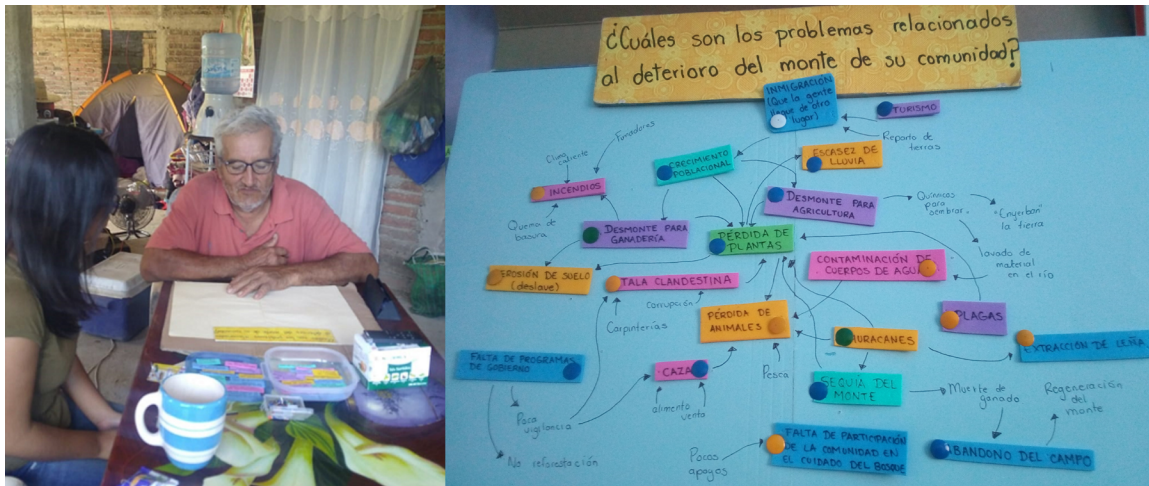 ¿Cuáles son los problemas relacionados
al deterioro del monte de su comunidad?
INMIGRACIÓN
(Que la gente
llegue de otro
lugar)
TURISMO
Reparto de
tierras
Fumadores
Clima
caliente
CRECIMIENTO
POBLACIONAL
ESCASEZ DE
LLUVIA
INCENDIOS
Quema de
basura
DESMONTE PARA
AGRICULTURA
Químicos
para
sembrar.
"Enyerban"
la tierra
DESMONTE PARA
GANADERÍA
PÉRDIDA DE
PLANTAS
lavado de
material
en el río
CONTAMINACIÓN DE
CUERPOS DE AGUA
EROSIÓN DE SUELO
(deslave)
TALA CLANDESTINA
corrupción
Carpinterías
PÉRDIDA DE
ANIMALES
PLAGAS
HURACANES
EXTRACCIÓN DE LEÑA
FALTA DE PROGRAMAS
DE GOBIERNO
CAZA
Pesca
alimento
venta
SEQUIA DEL
MONTE
Muerte de
ganado
Regeneración
del
monte
Poca
vigilancia
No reforestación
Pocos
apoyos
FALTA DE PARTICIPACIÓN
DE LA COMUNIDAD EN
EL CUIDADO DEL BOSQUE
ABANDONO DEL CAMPO